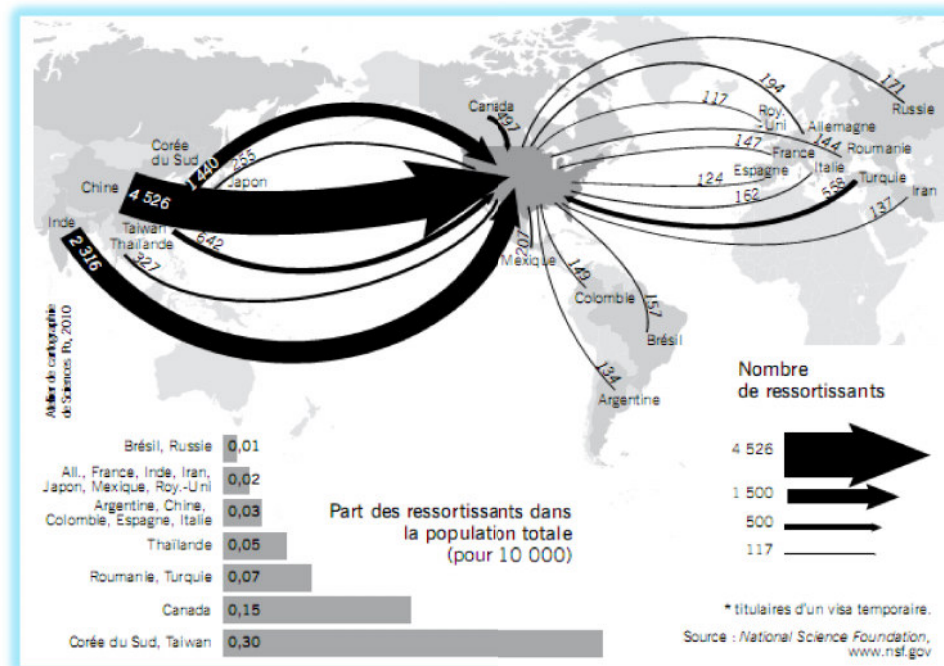 Canada
497
171
Russie
194
117
Roy.-
Uni
Allemagne
144
Roumanie
147
France
Italie
Corée
du Sud
1 440
255
Japon
Chine
4 526
Espagne
124
162
558
Turquie
Iran
137
Inde
2 316
Taiwan
642
Thaïlande
327
207
Mexique
149
Colombie
157
Brésil
134
Argentine
Atelier de cartographie
de Sciences Po, 2010
Nombre
de ressortissants
4 526
1 500
500
117
Brésil, Russie 0,01
All., France, Inde, Iran,
Japon, Mexique, Roy.-Uni 0,02
Argentine, Chine,
Colombie, Espagne, Italie 0,03
Thaïlande 0,05
Roumanie, Turquie 0,07
Canada 0,15
Corée du Sud, Taiwan 0,30
Part des ressortissants dans
la population totale
(pour 10 000)
* titulaires d'un visa temporaire.
Source : National Science Foundation,
www.nsf.gov